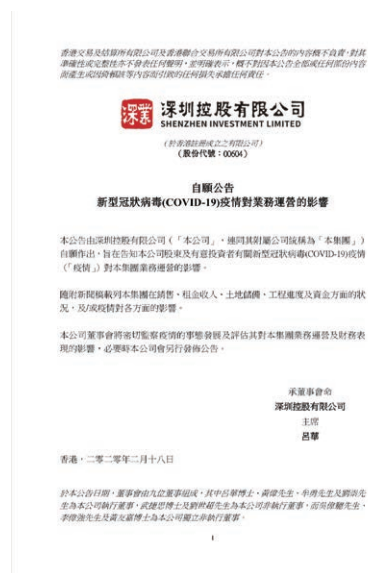 香港交易及結算所有限公司及香港聯合交易所有限公司對本公告的內容概不負責，對其
準確性或完整性亦不發表任何聲明，並明確表示，概不對因本公告全部或任何部份內容
而產生或因倚賴該等內容而引致的任何損失承擔任何責任。
深業
深圳控股有限公司
SHENZHEN INVESTMENT LIMITED
(於香港註冊成立之有限公司)
(股份代號：00604)
自願公告
新型冠狀病毒(COVID-19)疫情對業務運營的影響
本公告由深圳控股有限公司（「本公司」，連同其附屬公司統稱為「本集團」）
自願作出，旨在告知本公司股東及有意投資者有關新型冠狀病毒(COVID-19)疫情
（「疫情」）對本集團業務運營的影響。
隨附新聞稿載列本集團在銷售、租金收入、土地儲備、工程進度及資金方面的狀
況，及/或疫情對各方面的影響。
本公司董事會將密切監察疫情的事態發展及評估其對本集團業務運營及財務表
現的影響，必要時本公司會另行發佈公告。
承董事會命
深圳控股有限公司
主席
呂華
香港，二零二零年二月十八日
於本公告日期，董事會由九位董事組成，其中呂華博士、黃偉先生、牟勇先生及劉崇先
生為本公司執行董事，武捷思博士及劉世超先生為本公司非執行董事，而吳偉驄先生、
李偉強先生及黃友嘉博士為本公司獨立非執行董事。
1